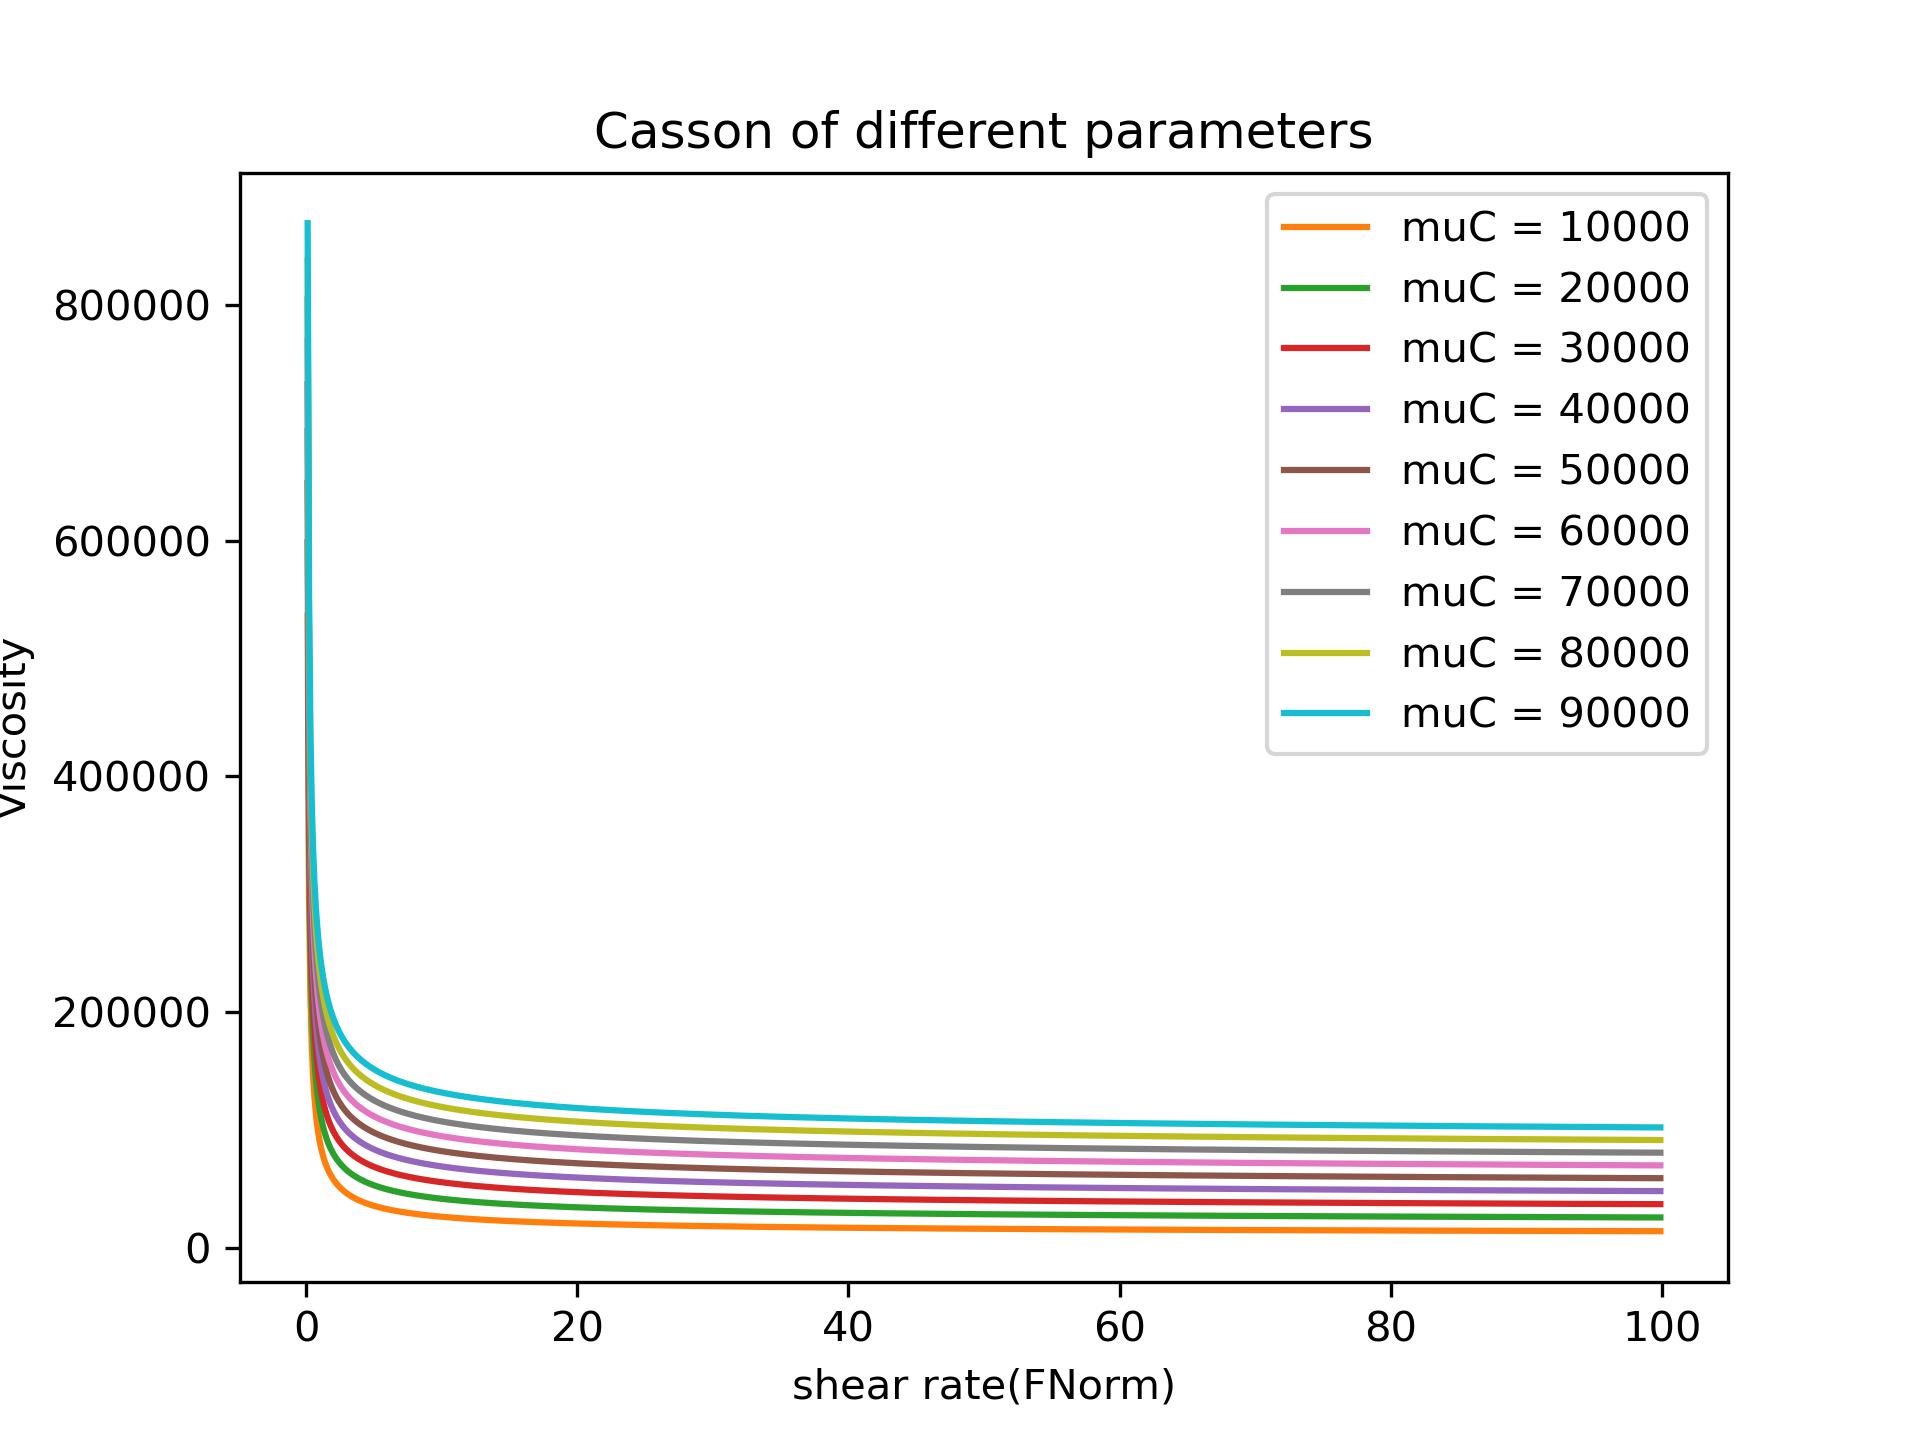 Casson of different parameters
muC = 10000
muC = 20000
muC = 30000
muC = 40000
muC = 50000
muC = 60000
muC = 70000
muC = 80000
muC = 90000
800000
600000
400000
200000
0
Viscosity
0 20 40 60 80 100
shear rate(FNorm)